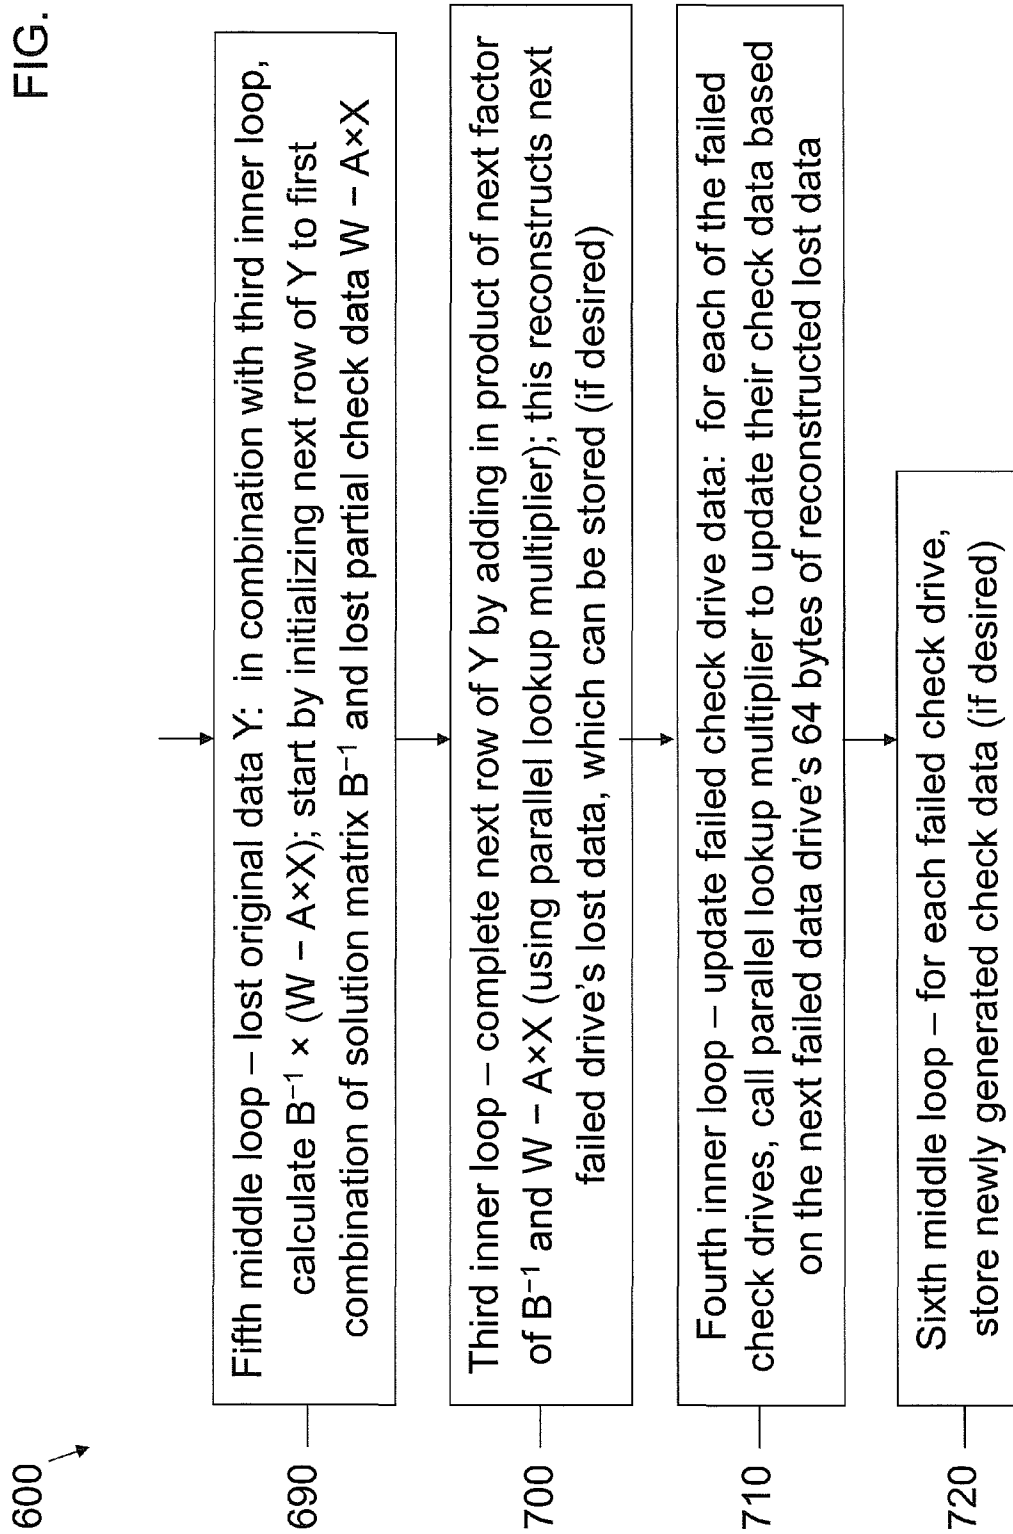 600
FIG.
690
Fifth middle loop – lost original data Y: in combination with third inner loop,
calculate B⁻¹ × (W – A×X); start by initializing next row of Y to first
combination of solution matrix B⁻¹ and lost partial check data W – A×X
700
Third inner loop – complete next row of Y by adding in product of next factor
of B⁻¹ and W – A×X (using parallel lookup multiplier); this reconstructs next
failed drive's lost data, which can be stored (if desired)
710
Fourth inner loop – update failed check drive data: for each of the failed
check drives, call parallel lookup multiplier to update their check data based
on the next failed data drive's 64 bytes of reconstructed lost data
720
Sixth middle loop – for each failed check drive,
store newly generated check data (if desired)